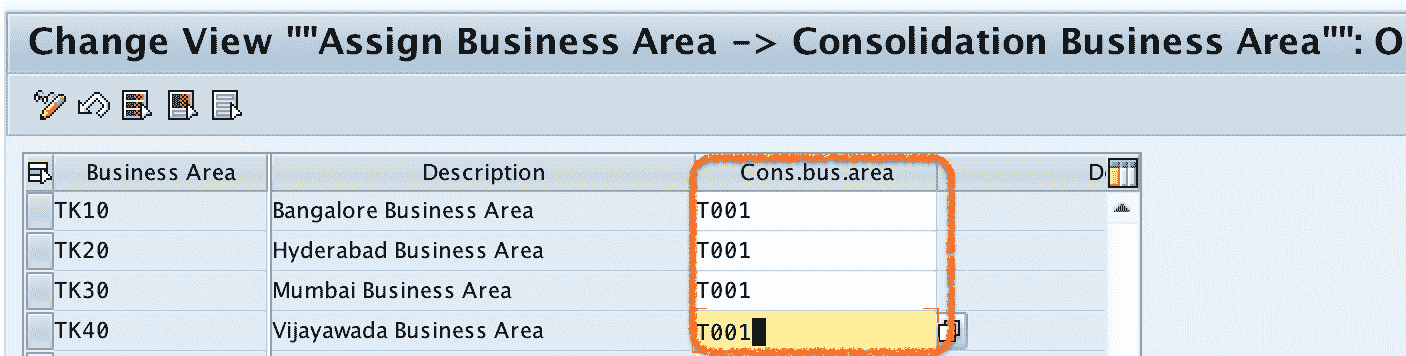 Change View ""Assign Business Area -> Consolidation Business Area"": O
Business Area Description Cons.bus.area D
TK10 Bangalore Business Area T001
TK20 Hyderabad Business Area T001
TK30 Mumbai Business Area T001
TK40 Vijayawada Business Area T001